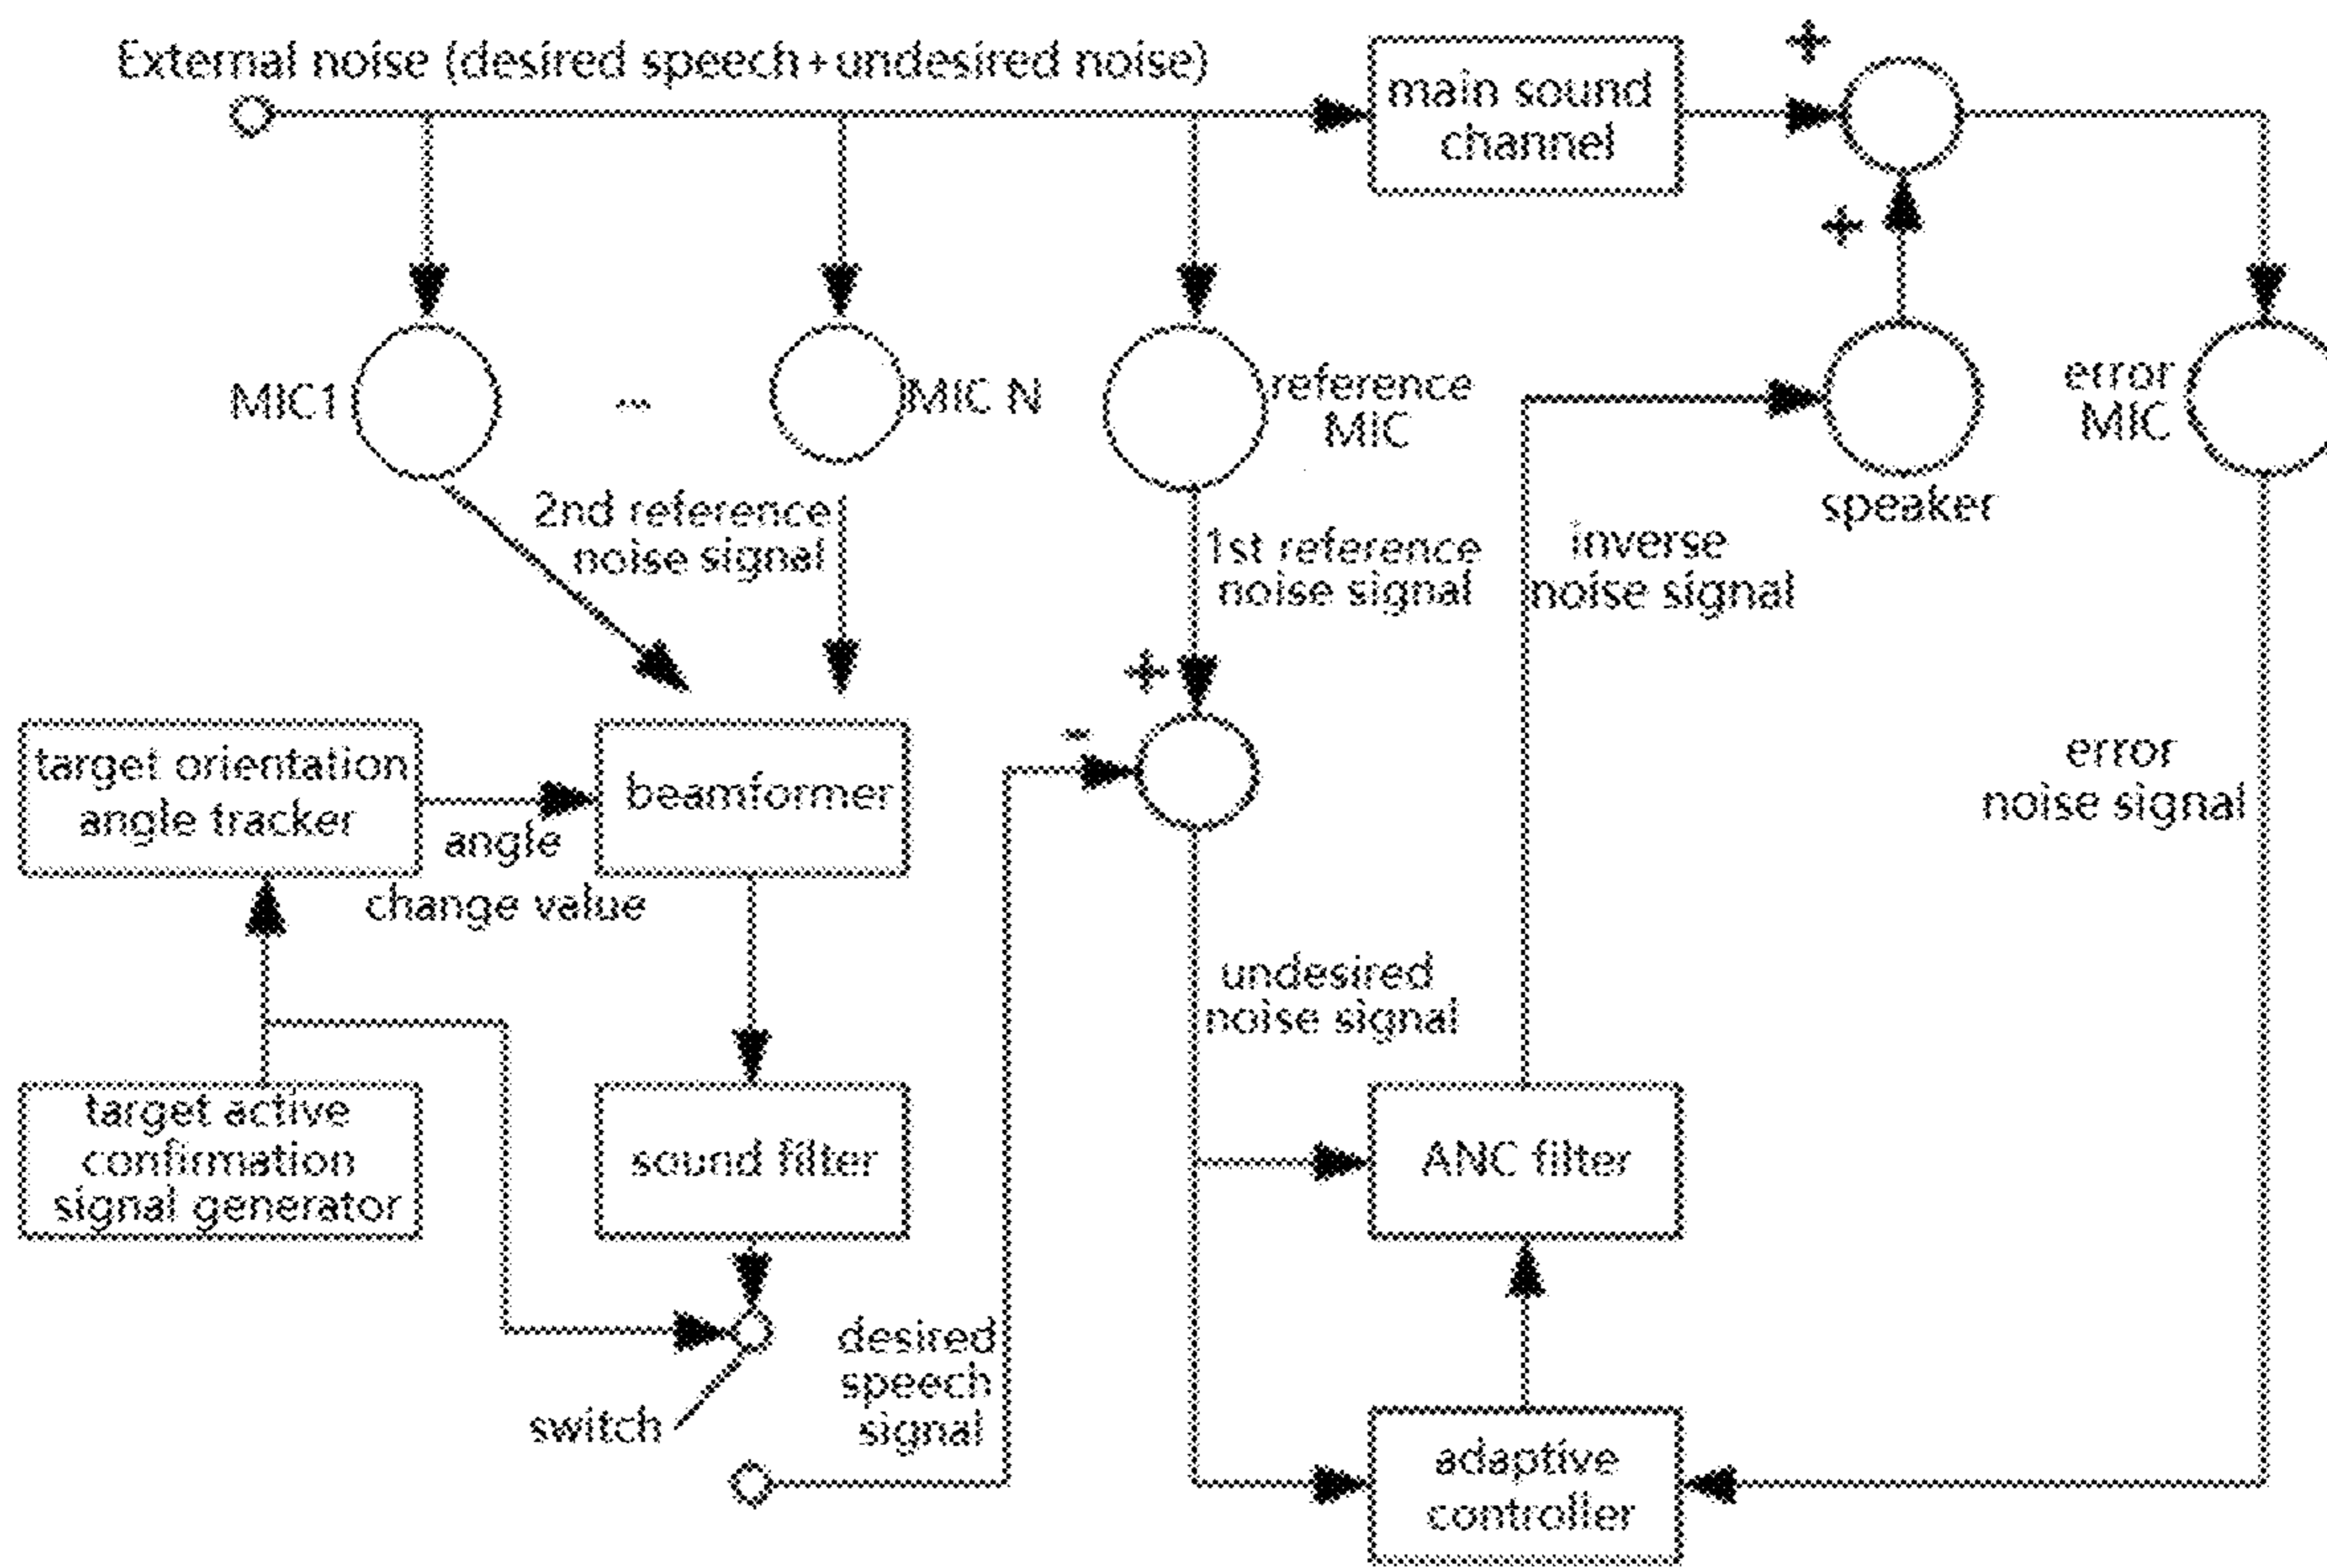 External noise (desired speech+undesired noise)
main sound
channel
+
+
MIC1
...
MIC N
reference
MIC
error
MIC
speaker
2nd reference
noise signal
1st reference
noise signal
inverse
noise signal
+
-
target orientation
angle tracker
angle
change value
beamformer
error
noise signal
undesired
noise signal
target active
confirmation
signal generator
sound filter
ANC filter
desired
speech
signal
switch
adaptive
controller